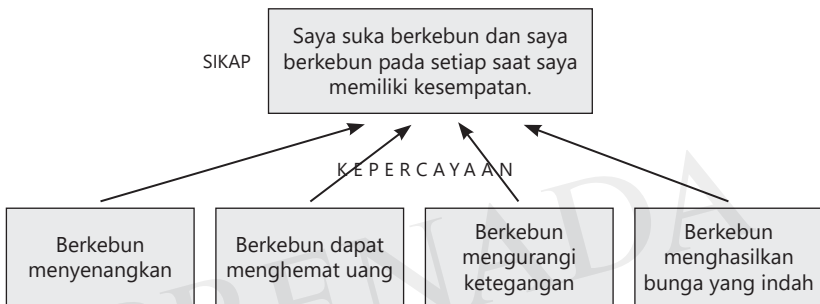 SIKAP
Saya suka berkebun dan saya
berkebun pada setiap saat saya
memiliki kesempatan.
KEPERCAYAAN
Berkebun
menyenangkan
Berkebun dapat
menghemat uang
Berkebun
mengurangi
ketegangan
Berkebun
menghasilkan
bunga yang indah